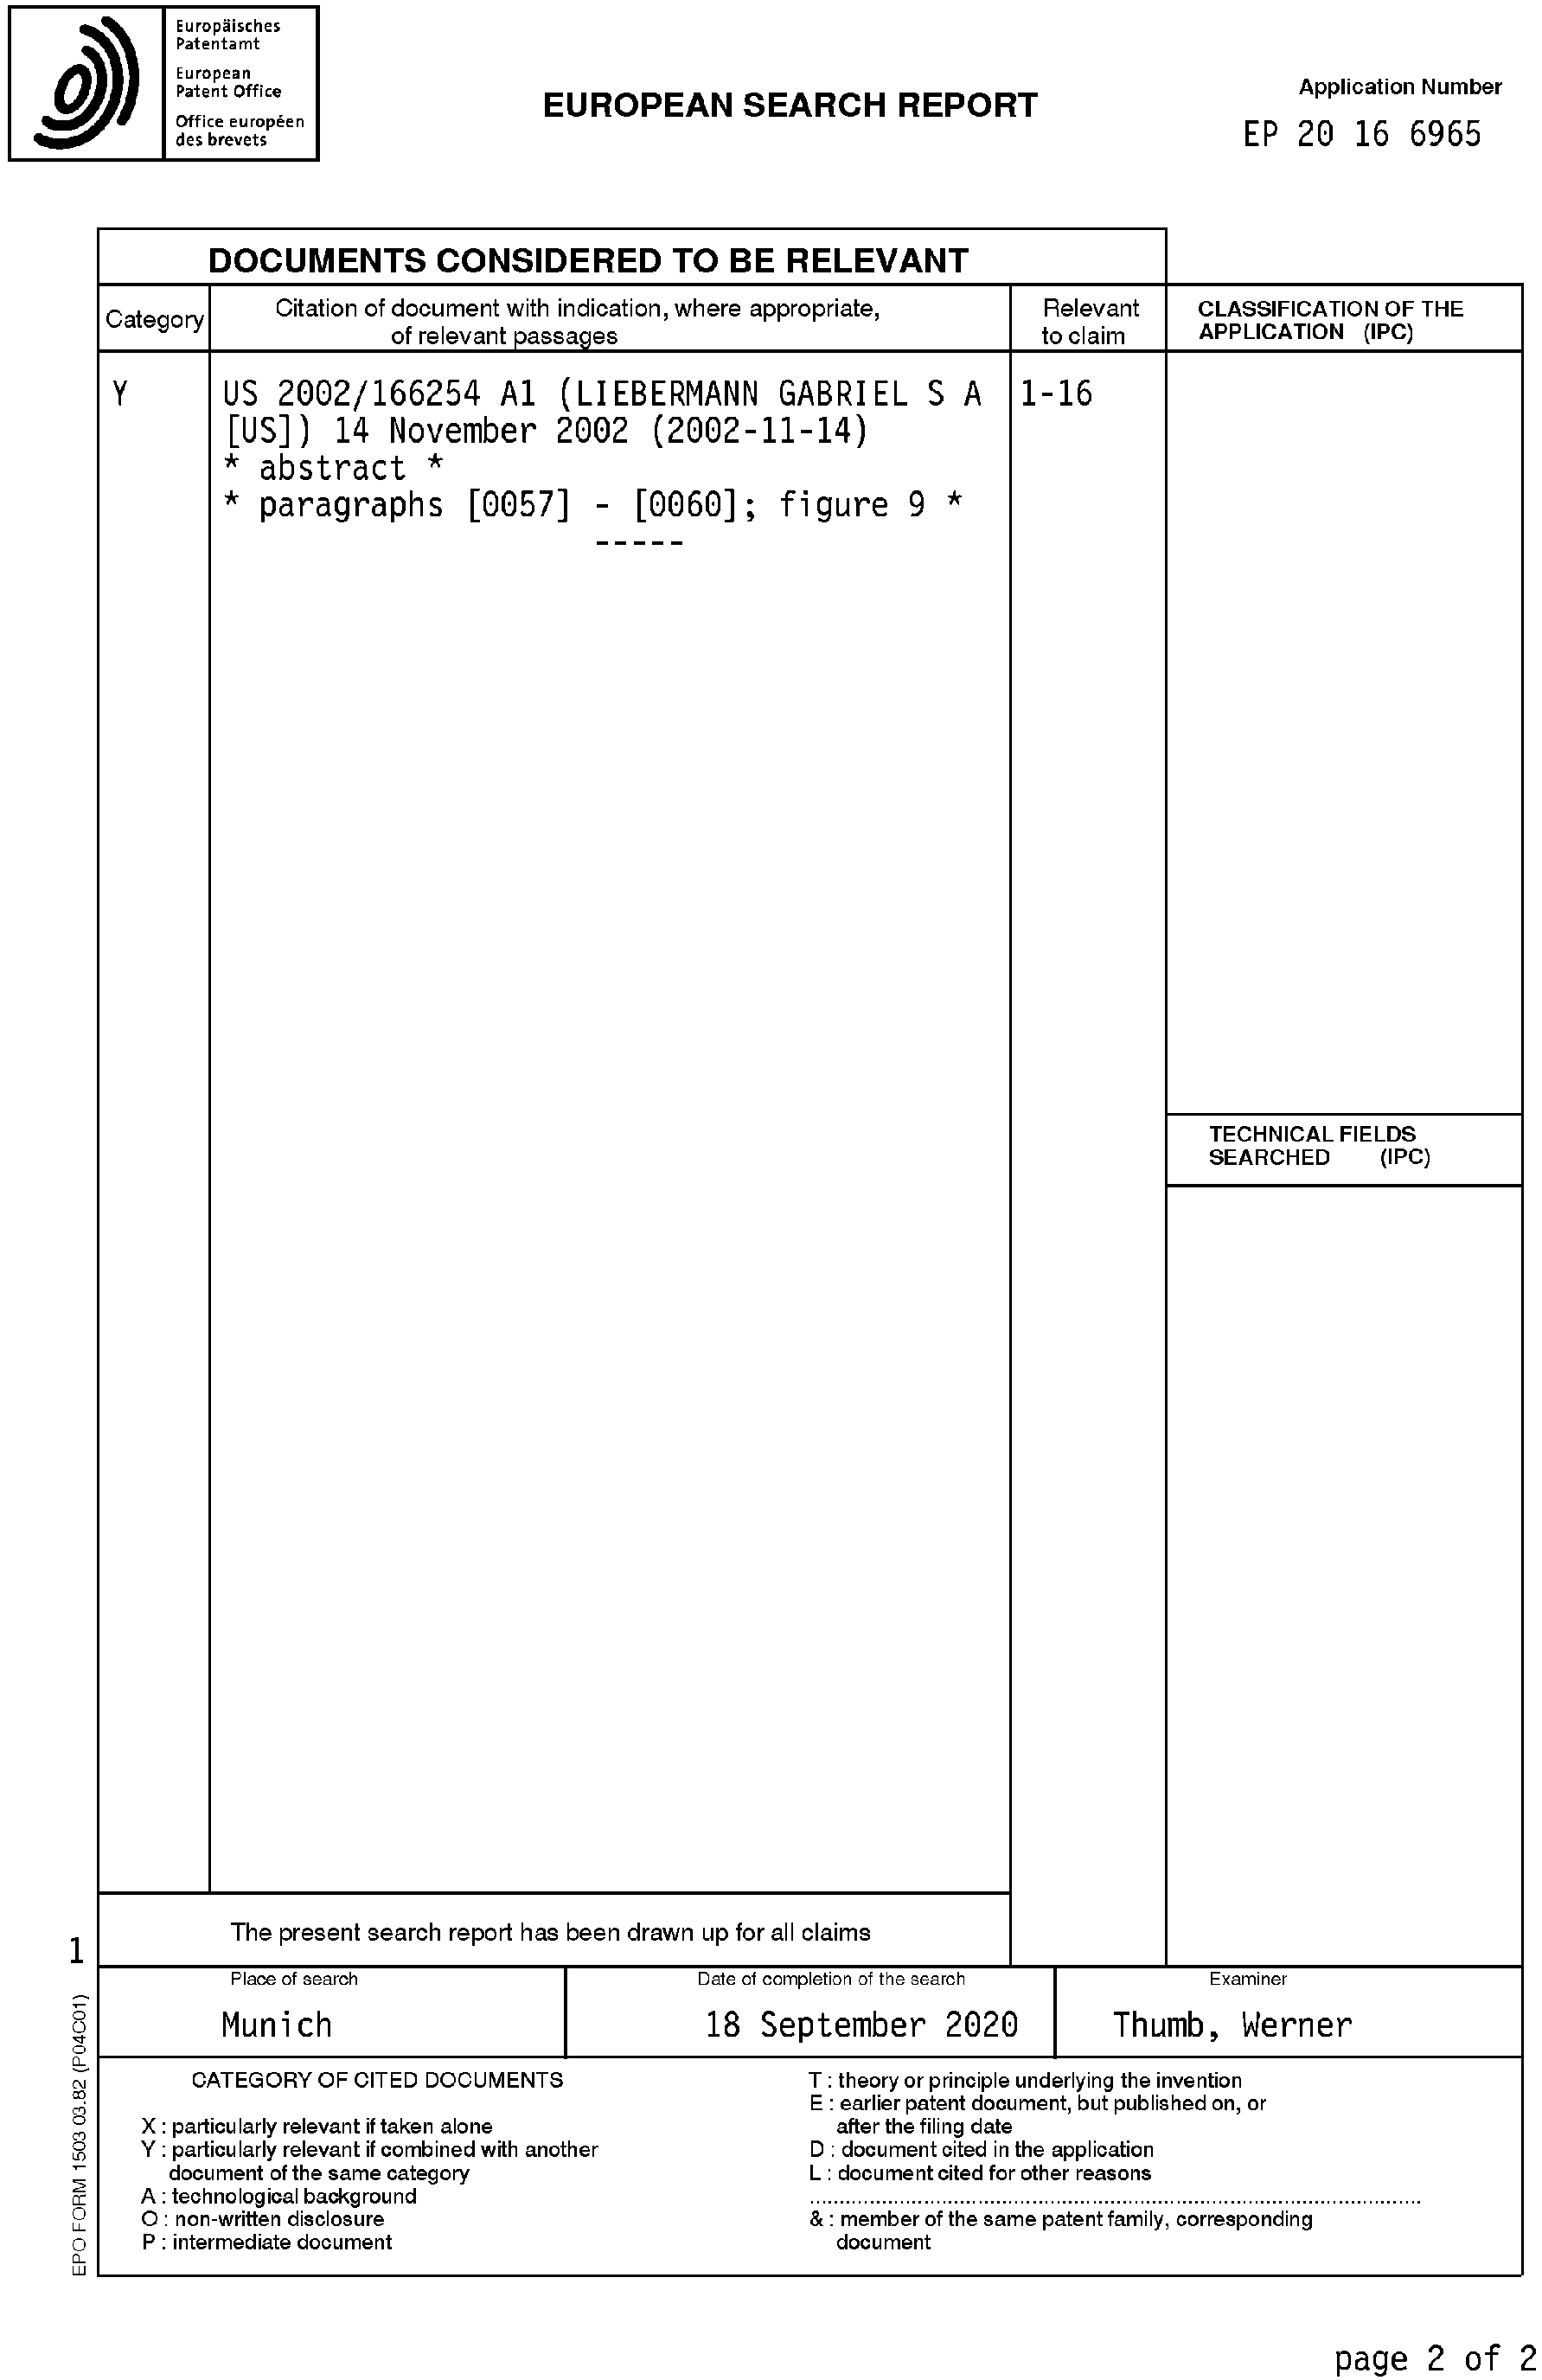 Europäisches
Patentamt
European
Patent Office
Office européen
des brevets
EUROPEAN SEARCH REPORT
Application Number
EP 20 16 6965
DOCUMENTS CONSIDERED TO BE RELEVANT
Category
Citation of document with indication, where appropriate,
of relevant passages
Relevant
to claim
CLASSIFICATION OF THE
APPLICATION (IPC)
Y
US 2002/166254 A1 (LIEBERMANN GABRIEL S A
[US]) 14 November 2002 (2002-11-14)
* abstract *
* paragraphs [0057] - [0060]; figure 9 *
-----
1-16
TECHNICAL FIELDS
SEARCHED (IPC)
The present search report has been drawn up for all claims
1
Place of search
Munich
Date of completion of the search
18 September 2020
Examiner
Thumb, Werner
CATEGORY OF CITED DOCUMENTS
X : particularly relevant if taken alone
Y : particularly relevant if combined with another
document of the same category
A : technological background
O : non-written disclosure
P : intermediate document
T : theory or principle underlying the invention
E : earlier patent document, but published on, or
after the filing date
D : document cited in the application
L : document cited for other reasons
& : member of the same patent family, corresponding
document
EPO FORM 1503 03.82 (P04C01)
page 2 of 2